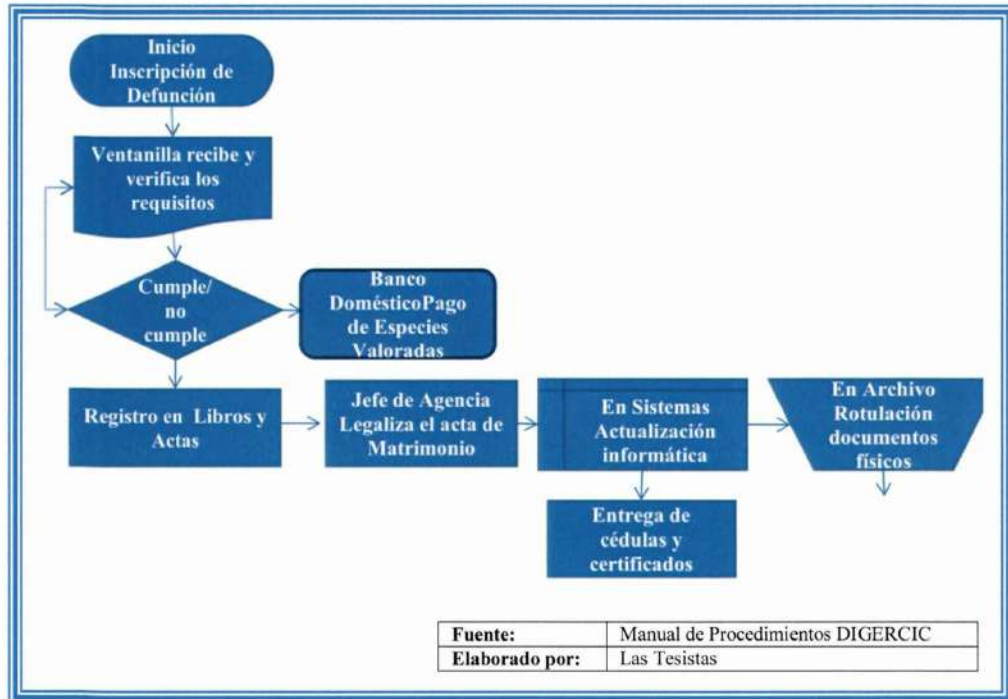 Inicio
Inscripción de
Defunción
Ventanilla recibe y
verifica los
requisitos
Cumple/
no
cumple
Banco
DomésticoPago
de Especies
Valoradas
Registro en Libros y
Actas
Jefe de Agencia
Legaliza el acta de
Matrimonio
En Sistemas
Actualización
informática
En Archivo
Rotulación
documentos
físicos
Entrega de
cédulas y
certificados
Fuente: Manual de Procedimientos DIGERCIC
Elaborado por: Las Tesistas